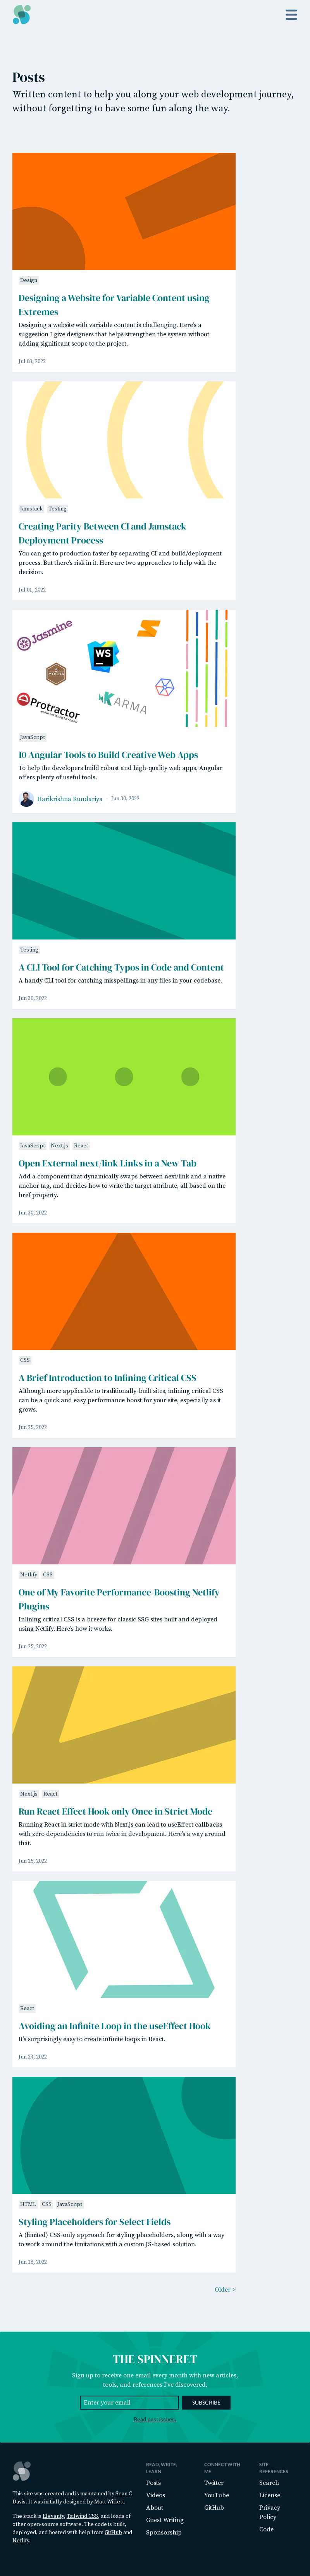 Posts
Written content to help you along your web development journey,
without forgetting to have some fun along the way.
Design
Designing a Website for Variable Content using
Extremes
Designing a website with variable content is challenging. Here's a
suggestion I give designers that helps strengthen the system without
adding significant scope to the project.
Jul 03, 2022
Jamstack Testing
Creating Parity Between CI and Jamstack
Deployment Process
You can get to production faster by separating CI and build/deployment
process. But there's risk in it. Here are two approaches to help with the
decision.
Jul 01, 2022
Jasmine
WS
KARMA
Protractor
JavaScript
10 Angular Tools to Build Creative Web Apps
To help the developers build robust and high-quality web apps, Angular
offers plenty of useful tools.
Harikrishna Kundariya Jun 30, 2022
Testing
A CLI Tool for Catching Typos in Code and Content
A handy CLI tool for catching misspellings in any files in your codebase.
Jun 30, 2022
JavaScript Next.js React
Open External next/link Links in a New Tab
Add a component that dynamically swaps between next/link and a native
anchor tag, and decides how to write the target attribute, all based on the
href property.
Jun 30, 2022
CSS
A Brief Introduction to Inlining Critical CSS
Although more applicable to traditionally-built sites, inlining critical CSS
can be a quick and easy performance boost for your site, especially as it
grows.
Jun 25, 2022
Netlify CSS
One of My Favorite Performance-Boosting Netlify
Plugins
Inlining critical CSS is a breeze for classic SSG sites built and deployed
using Netlify. Here's how it works.
Jun 25, 2022
Next.js React
Run React Effect Hook only Once in Strict Mode
Running React in strict mode with Next.js can lead to useEffect callbacks
with zero dependencies to run twice in development. Here's a way around
that.
Jun 25, 2022
React
Avoiding an Infinite Loop in the useEffect Hook
It's surprisingly easy to create infinite loops in React.
Jun 24, 2022
HTML CSS JavaScript
Styling Placeholders for Select Fields
A (limited) CSS-only approach for styling placeholders, along with a way
to work around the limitations with a custom JS-based solution.
Jun 16, 2022
Older >
THE SPINNERET
Sign up to receive one email every month with new articles,
tools, and references I've discovered.
Enter your email SUBSCRIBE
Read past issues.
This site was created and is maintained by Sean C
Davis. It was initially designed by Matt Willett.
The stack is Eleventy, Tailwind CSS, and loads of
other open-source software. The code is built,
deployed, and hosted with help from GitHub and
Netlify.
READ, WRITE,
LEARN
Posts
Videos
About
Guest Writing
Sponsorship
CONNECT WITH
ME
Twitter
YouTube
GitHub
SITE
REFERENCES
Search
License
Privacy
Policy
Code